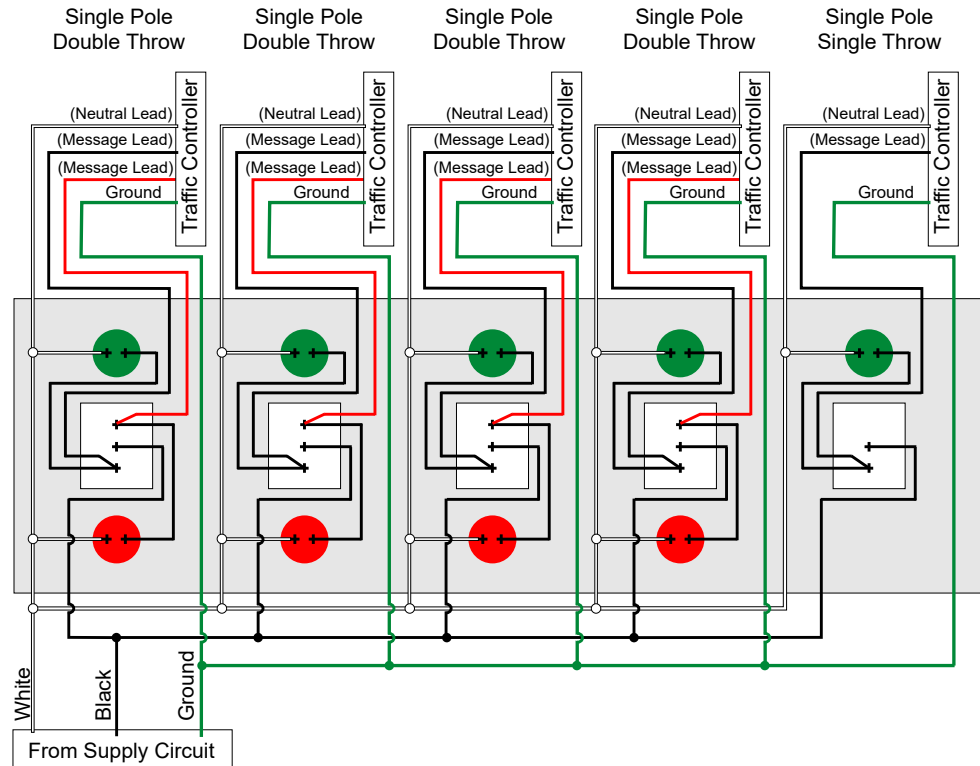 Single Pole
Double Throw
Single Pole
Double Throw
Single Pole
Double Throw
Single Pole
Double Throw
Single Pole
Single Throw
(Neutral Lead)
(Message Lead)
(Message Lead)
Ground
Traffic Controller
(Neutral Lead)
(Message Lead)
(Message Lead)
Ground
Traffic Controller
(Neutral Lead)
(Message Lead)
(Message Lead)
Ground
Traffic Controller
(Neutral Lead)
(Message Lead)
(Message Lead)
Ground
Traffic Controller
(Neutral Lead)
(Message Lead)
Ground
Traffic Controller
White
Black
Ground
From Supply Circuit